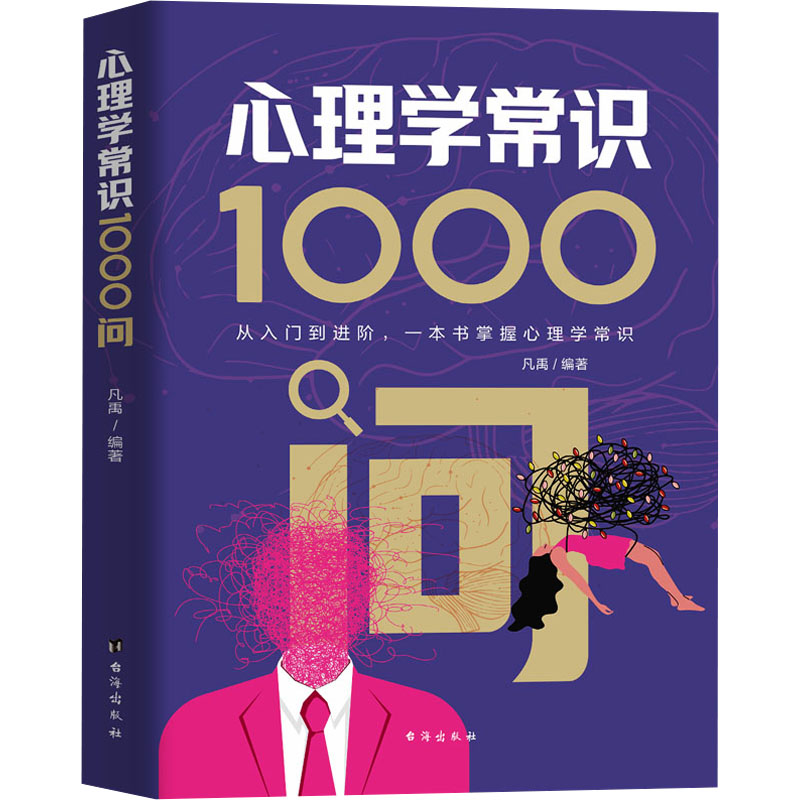 心理学常识1000问
凡禹/编著
台海出版社
心理学常识
1000
从入门到进阶，一本书掌握心理学常识
凡禹/编著
问
台海出版社